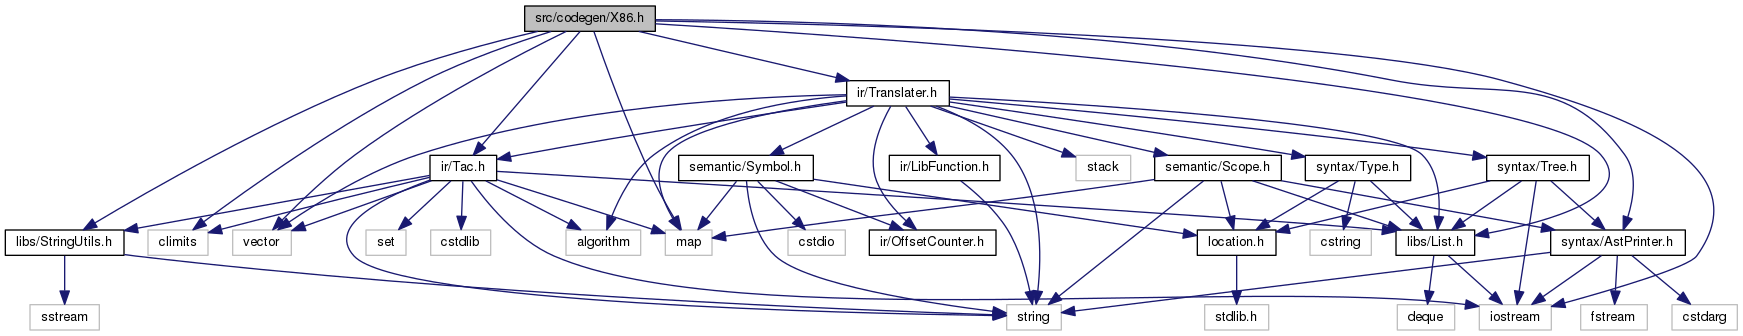 src/codegen/X86.h
ir/Translater.h
ir/Tac.h
semantic/Symbol.h
ir/LibFunction.h
stack
semantic/Scope.h
syntax/Type.h
syntax/Tree.h
libs/StringUtils.h
climits
vector
set
cstdlib
algorithm
map
cstdio
ir/OffsetCounter.h
location.h
cstring
libs/List.h
syntax/AstPrinter.h
sstream
string
stdlib.h
deque
iostream
fstream
cstdarg